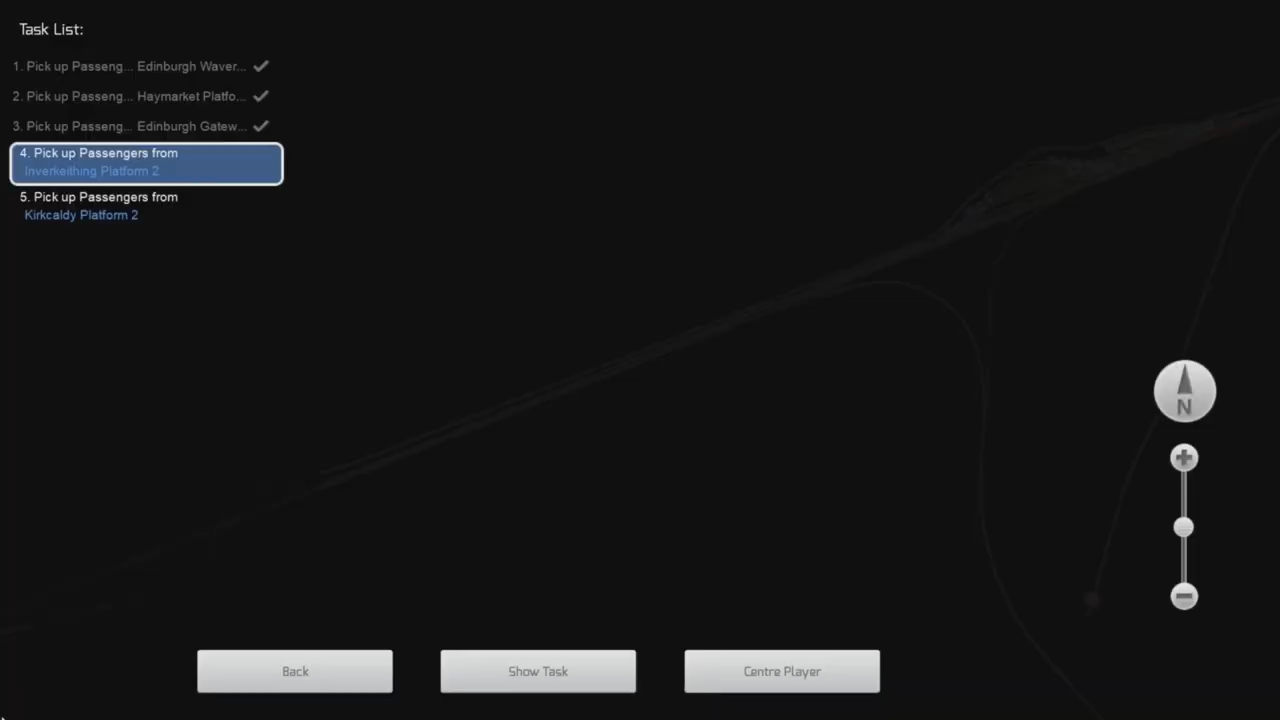 Task List:
1. Pick up Passeng... Edinburgh Waver...
2. Pick up Passeng... Haymarket Platfo...
3. Pick up Passeng... Edinburgh Gatew...
4. Pick up Passengers from
Inverkeithing Platform 2
5. Pick up Passengers from
Kirkcaldy Platform 2
N
Back
Show Task
Centre Player